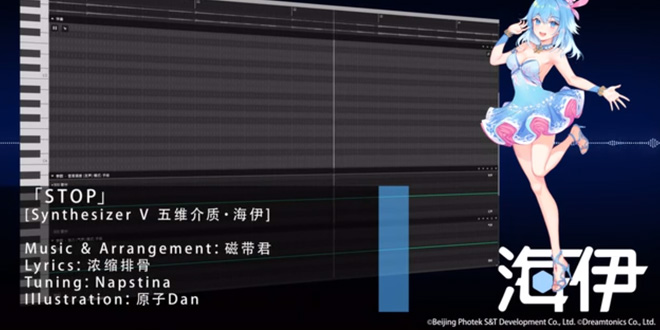 「STOP」
[Synthesizer V 五维介质·海伊]
Music & Arrangement: 磁带君
Lyrics: 浓缩排骨
Tuning: Napstina
Illustration: 原子Dan
海伊
©Beijing Photek S&T Development Co., Ltd. ©Dreamtonics Co., Ltd.